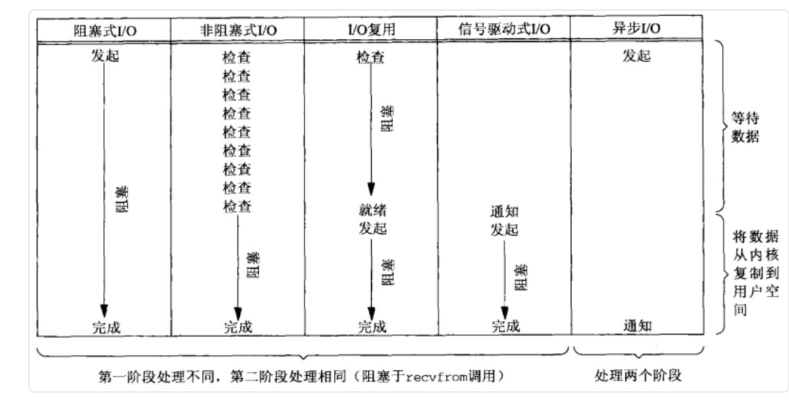 阻塞式I/O 非阻塞式I/O I/O复用 信号驱动式I/O 异步I/O
发起 检查 检查 发起
检查
检查
检查
检查
检查
检查
检查
检查
阻塞
阻塞
就绪 通知
发起 发起
阻塞 阻塞 阻塞
完成 完成 完成 完成 通知
等待
数据
将数据
从内核
复制到
用户空
间
第一阶段处理不同，第二阶段处理相同（阻塞于recvfrom调用）
处理两个阶段